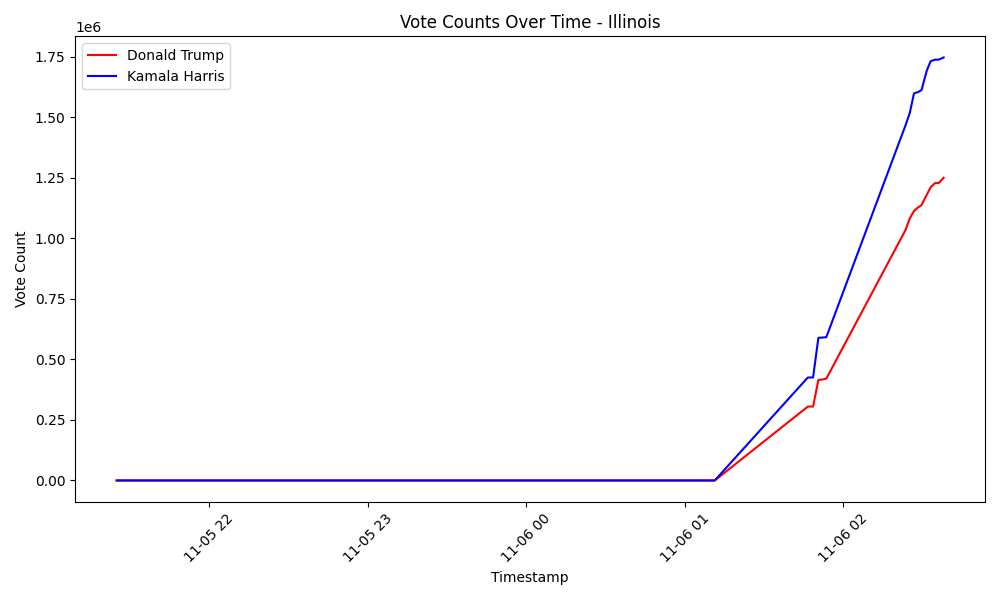 Vote Counts Over Time - Illinois
1e6
Donald Trump
Kamala Harris
1.75
1.50
1.25
1.00
0.75
0.50
0.25
0.00
Vote Count
11-05 22
11-05 23
11-06 00
11-06 01
11-06 02
Timestamp